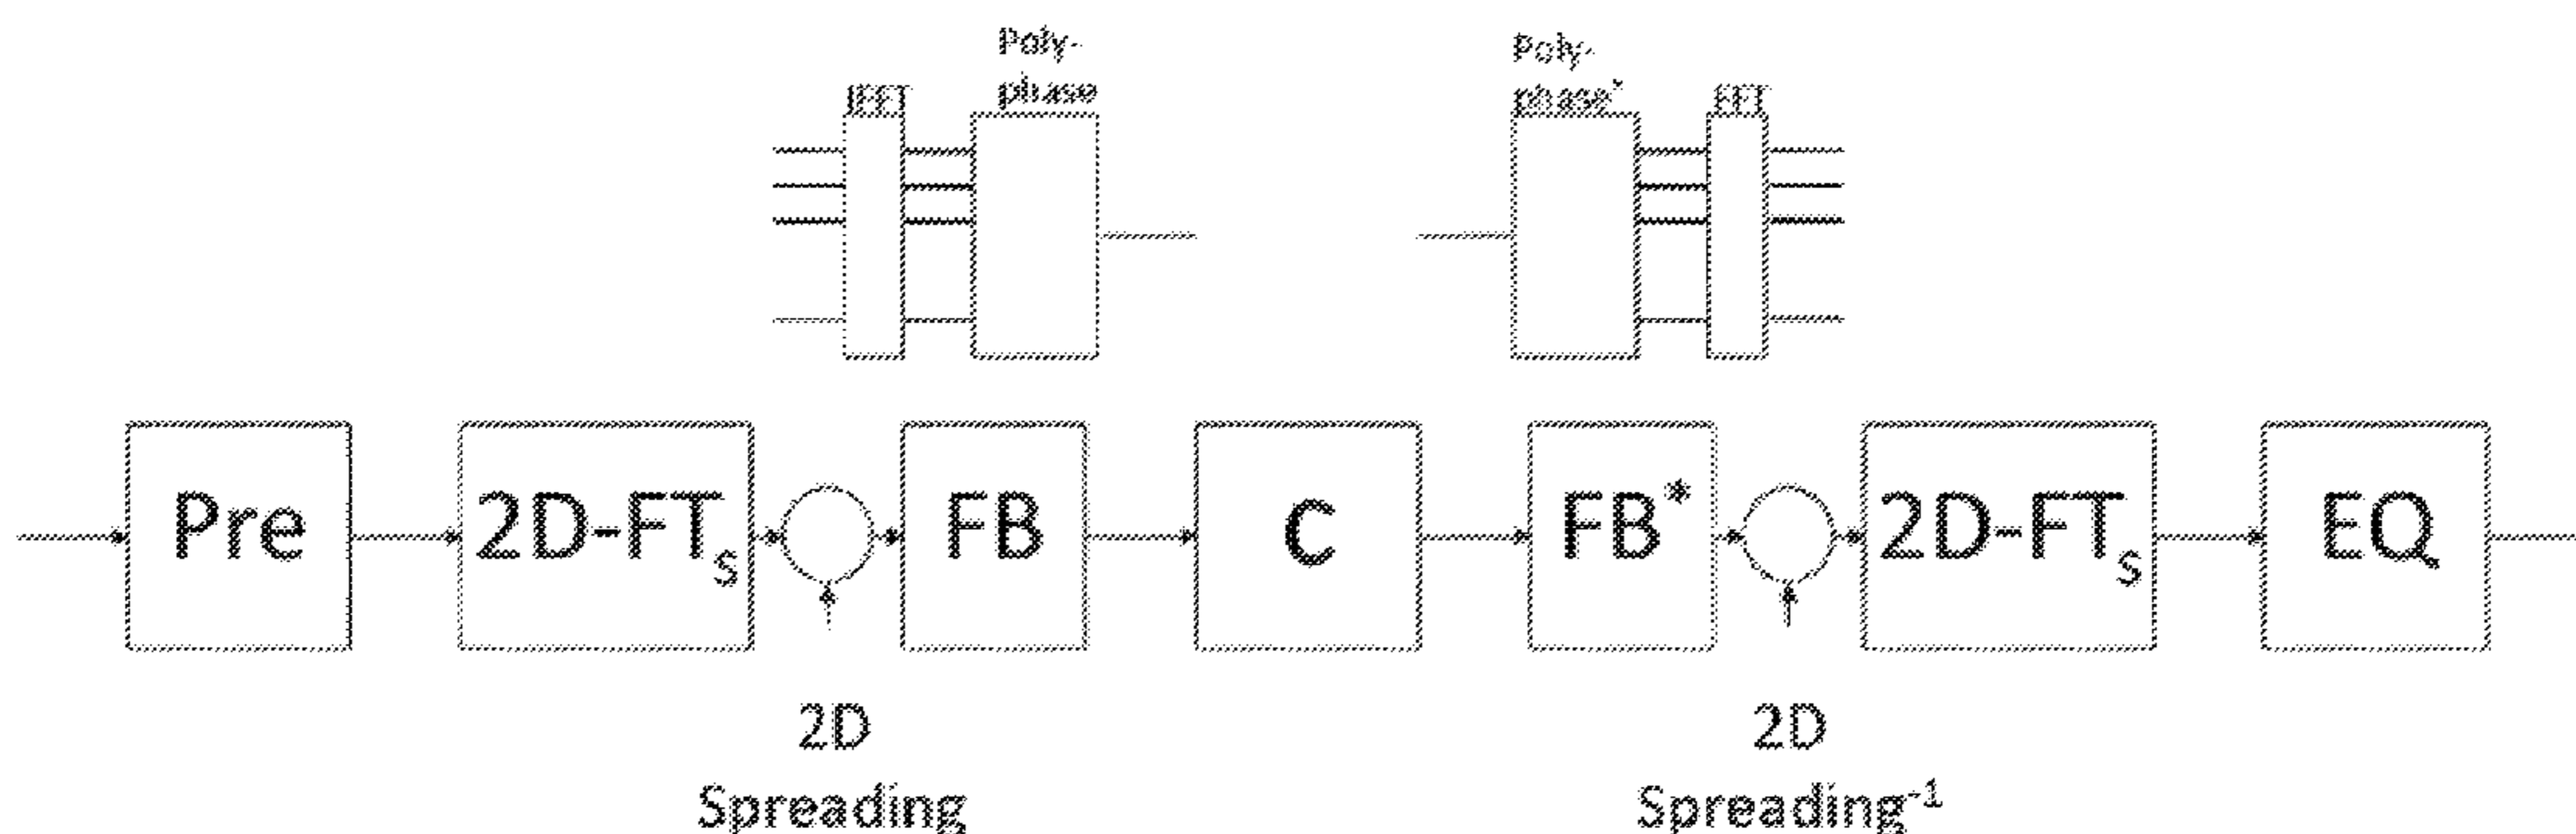 Poly-
phase
IFFT
Poly-
phase*
FFT
Pre
2D-FTs
FB
C
FB*
2D-FTs
EQ
2D
Spreading
2D
Spreading-1